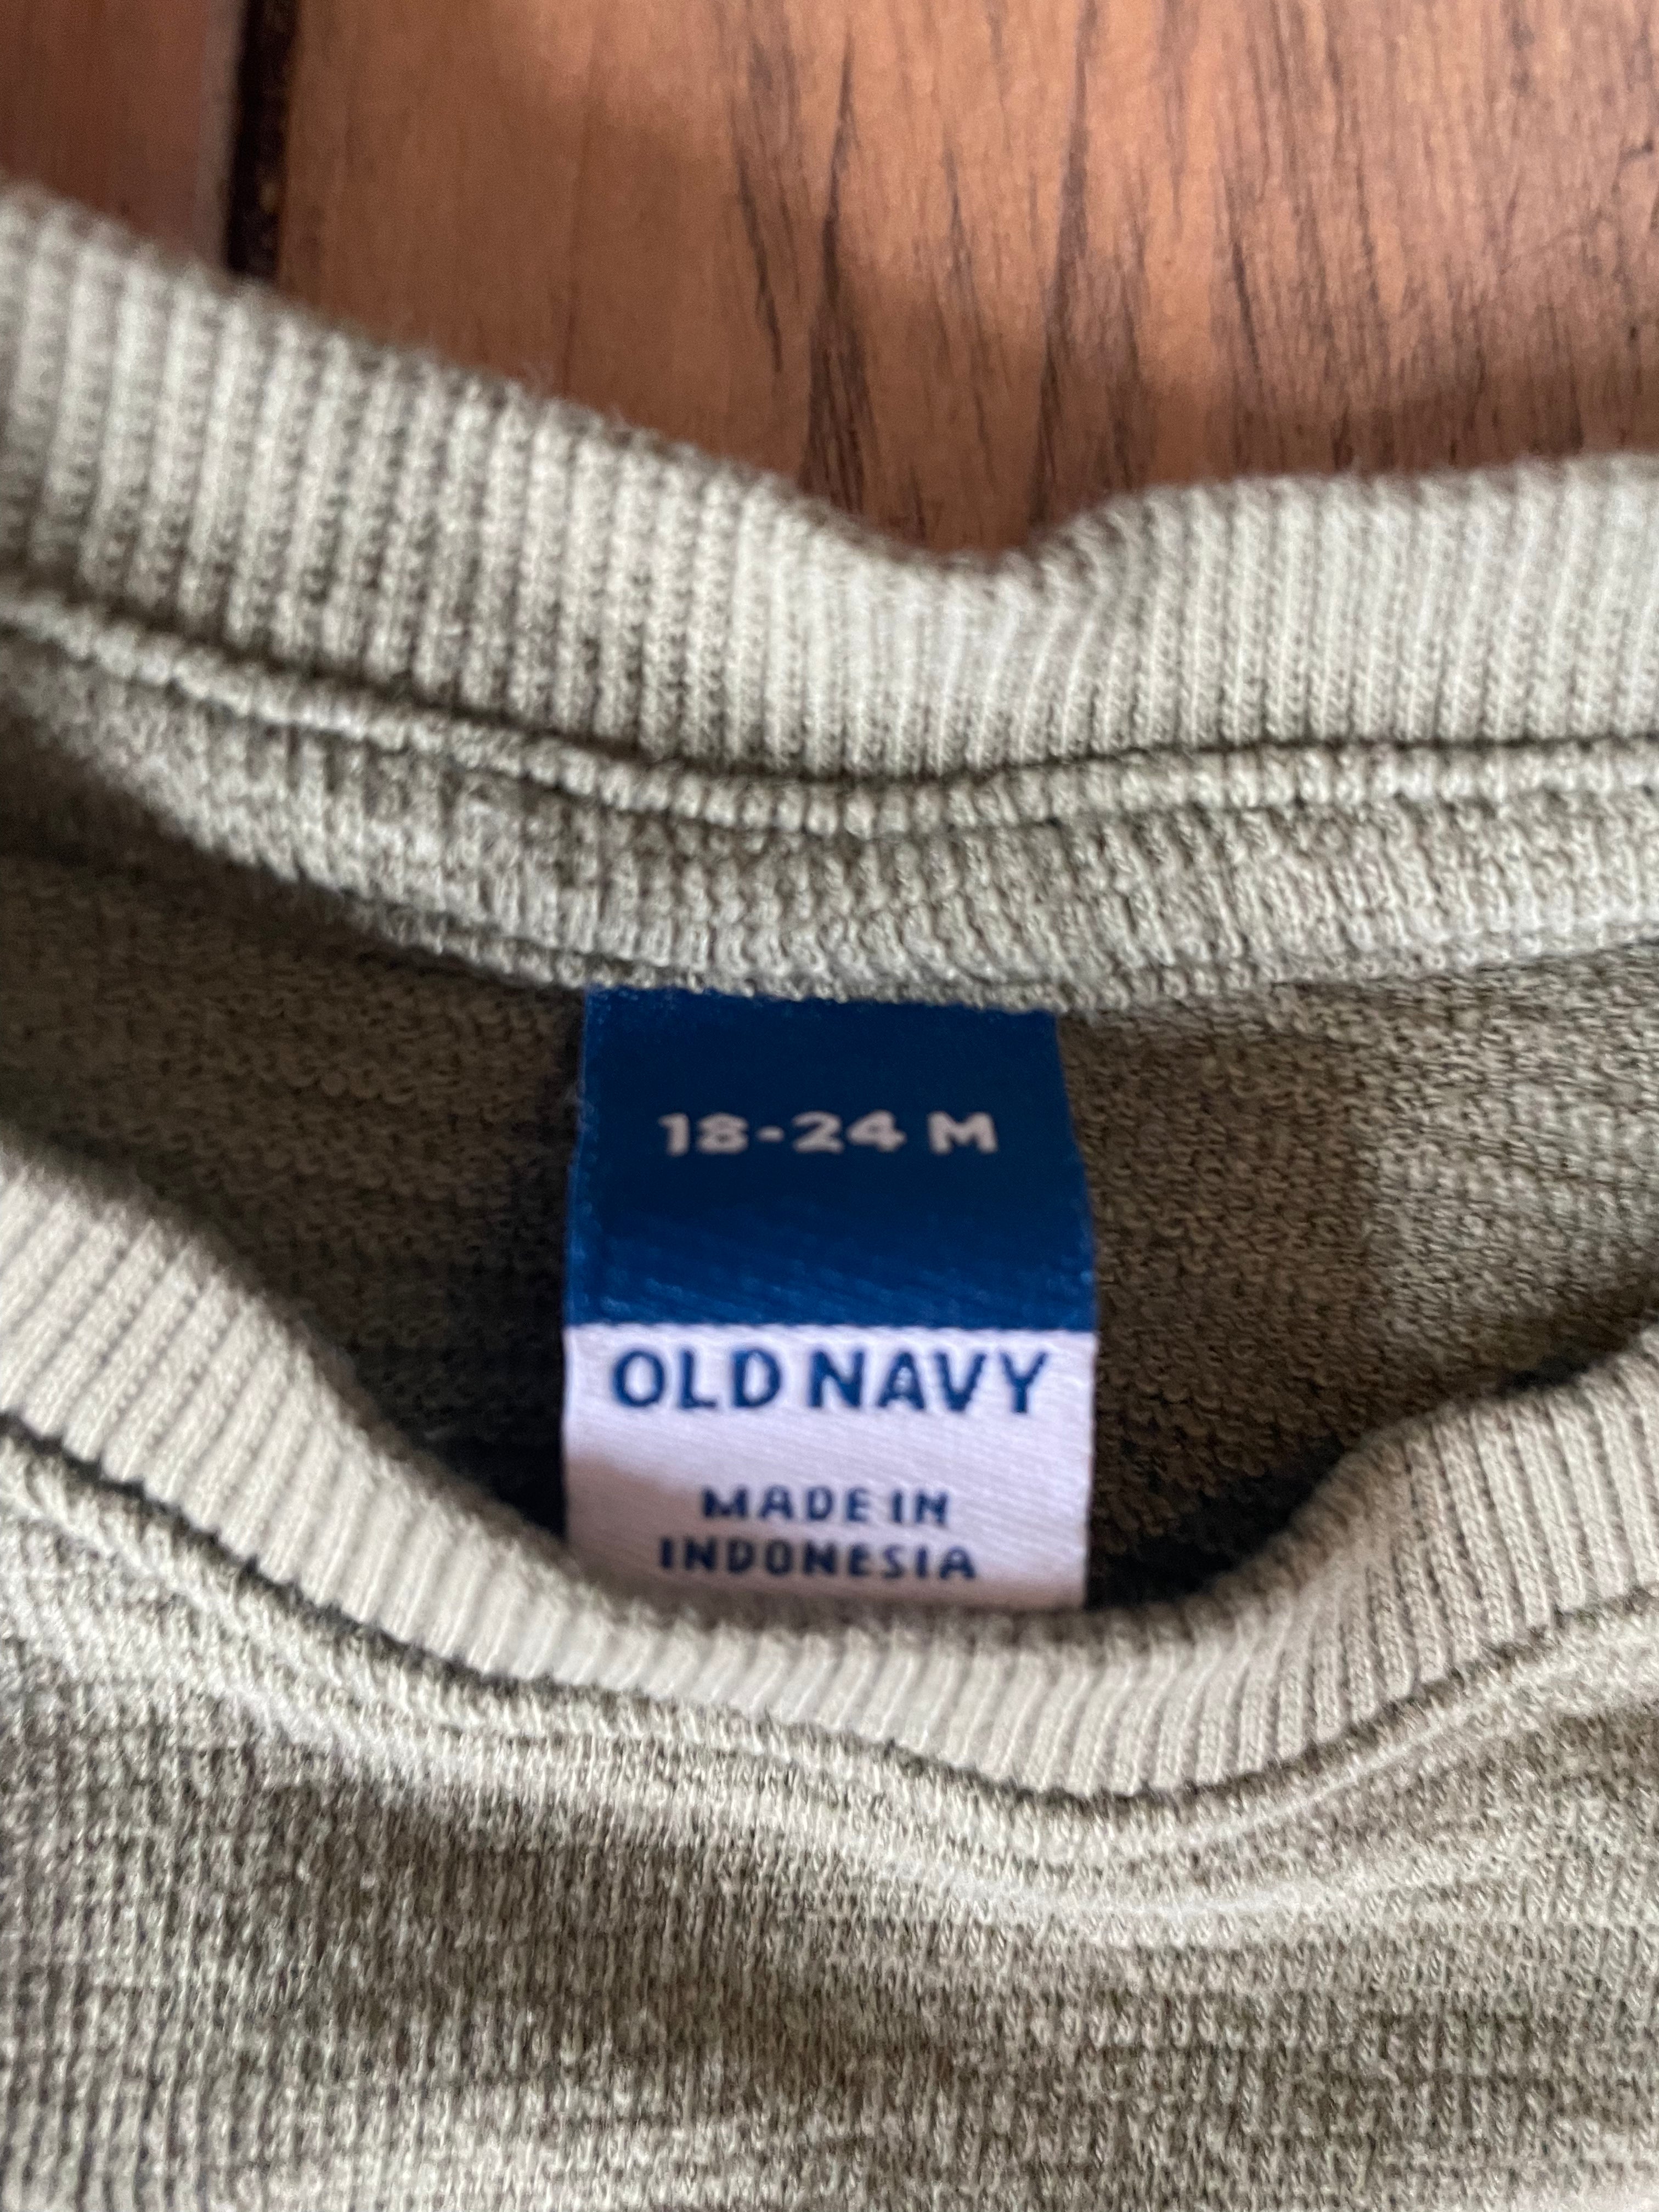 18-24 M
OLD NAVY
MADE IN
INDONESIA